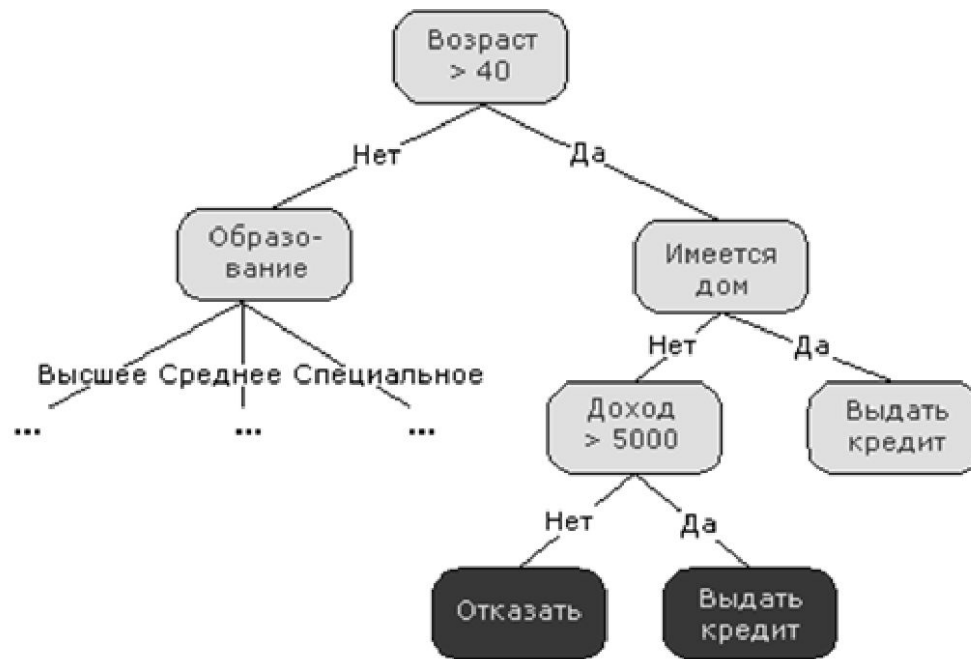 Возраст
> 40
Нет
Да
Образо-
вание
Имеется
дом
Высшее Среднее Специальное
... ... ...
Нет
Да
Доход
> 5000
Выдать
кредит
Нет
Да
Отказать
Выдать
кредит